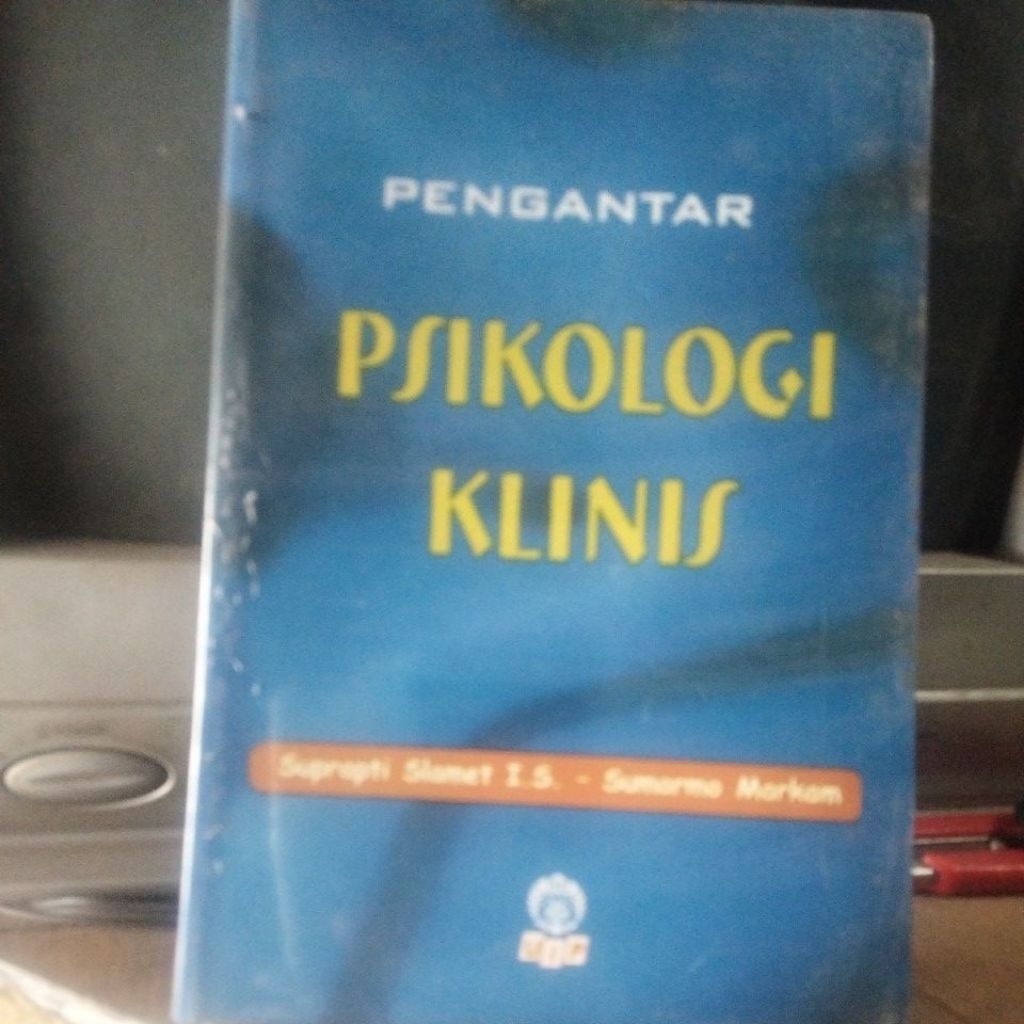 PENGANTAR
PSIKOLOGI
KLINIS
Suprapti Slamet I.S. - Sumarmo Markam